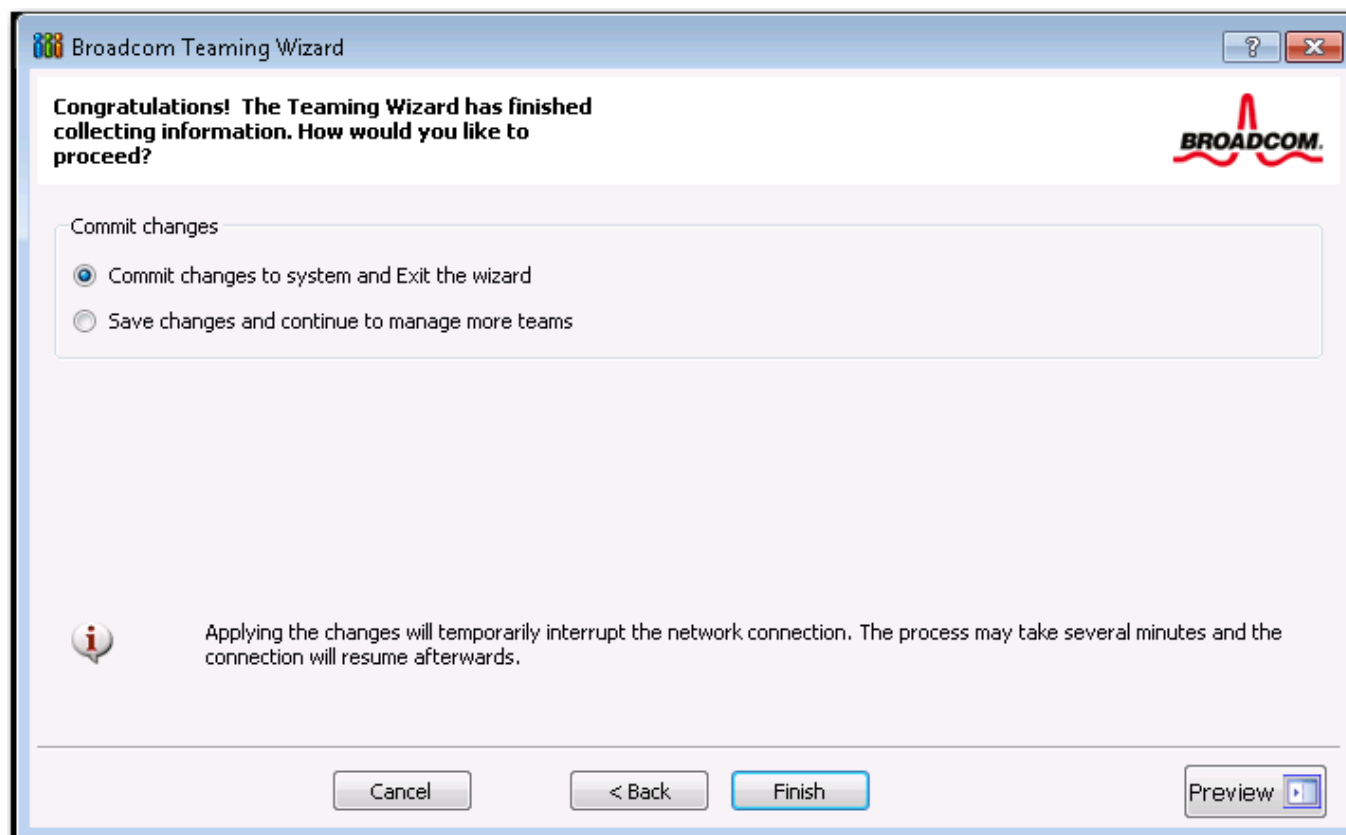 Broadcom Teaming Wizard
?
Congratulations! The Teaming Wizard has finished
collecting information. How would you like to
proceed?
BROADCOM.
Commit changes
Commit changes to system and Exit the wizard
Save changes and continue to manage more teams
i
Applying the changes will temporarily interrupt the network connection. The process may take several minutes and the
connection will resume afterwards.
Cancel
< Back
Finish
Preview